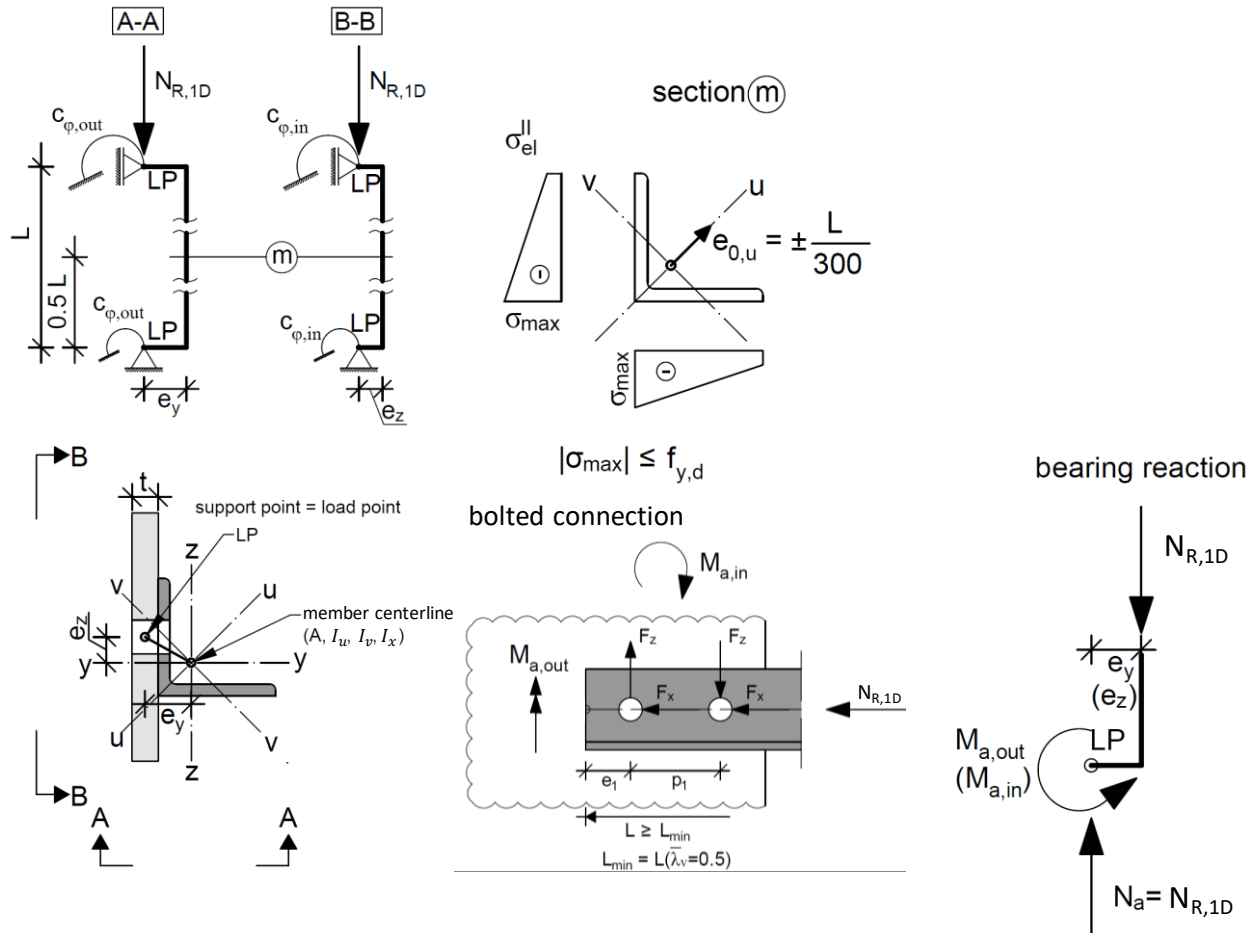 A-A
B-B
N_R,1D
N_R,1D
c_φ,out
c_φ,in
LP
LP
L
0.5 L
m
c_φ,out
LP
c_φ,in
LP
e_y
e_z
section m
σ_el^II
v
u
e_0,u = ± L/300
σ_max
σ_max
|σ_max| ≤ f_y,d
B
t
support point = load point
LP
z
v
u
member centerline
(A, I_u, I_v, I_x)
e_z
y
y
e_y
u
v
z
B
A
A
bolted connection
M_a,in
F_z
F_z
M_a,out
F_x
F_x
N_R,1D
e_1
p_1
L ≥ L_min
L_min = L(λ̄_v=0.5)
bearing reaction
N_R,1D
e_y
(e_z)
M_a,out
(M_a,in)
LP
N_a= N_R,1D